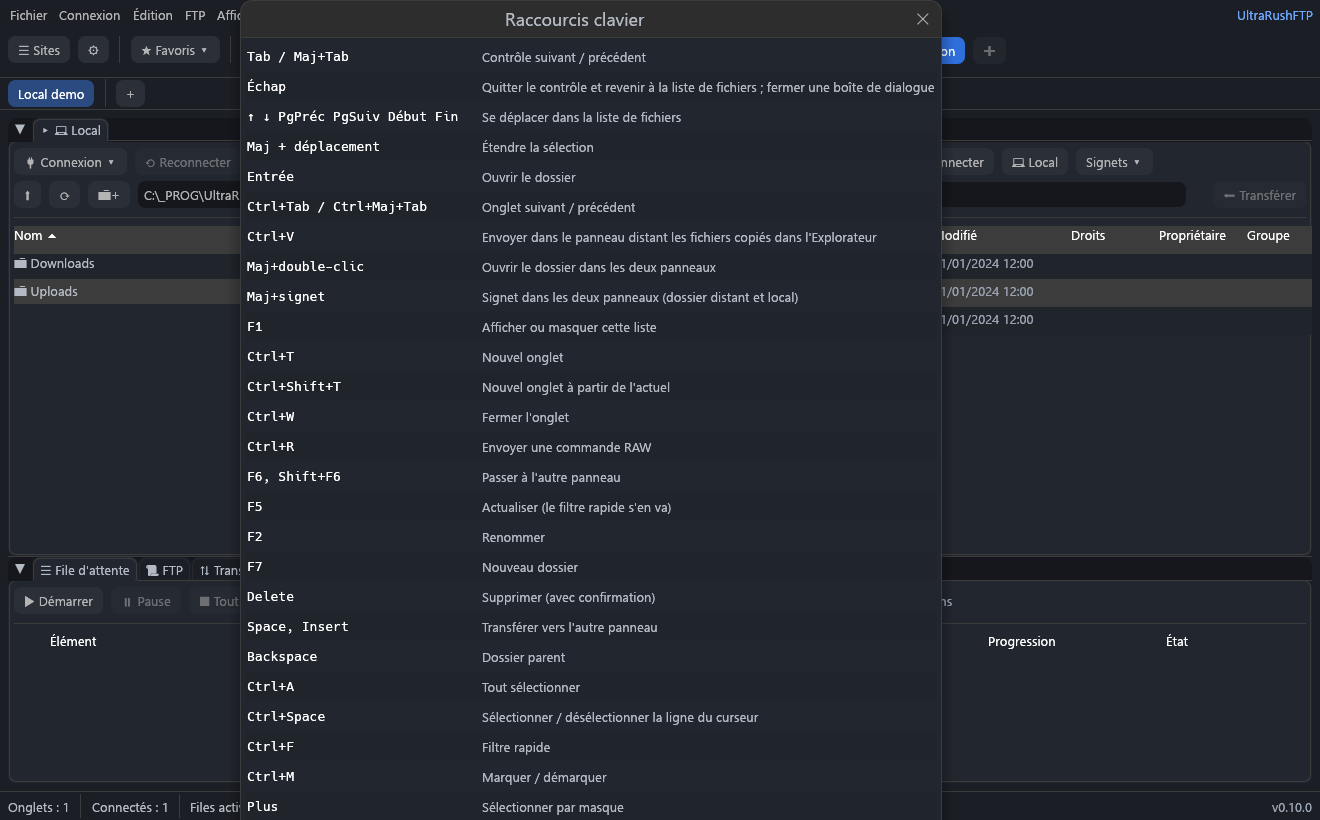 Fichier Connexion Édition FTP Affic
UltraRushFTP
Sites
Favoris
on
Local demo
Local
Connexion
Reconnecter
nnecter
Local
Signets
C:\_PROG\UltraR
Transférer
Nom
Modifié Droits Propriétaire Groupe
Downloads
1/01/2024 12:00
Uploads
1/01/2024 12:00
1/01/2024 12:00
Raccourcis clavier
Tab / Maj+Tab Contrôle suivant / précédent
Échap Quitter le contrôle et revenir à la liste de fichiers ; fermer une boîte de dialogue
↑ ↓ PgPréc PgSuiv Début Fin Se déplacer dans la liste de fichiers
Maj + déplacement Étendre la sélection
Entrée Ouvrir le dossier
Ctrl+Tab / Ctrl+Maj+Tab Onglet suivant / précédent
Ctrl+V Envoyer dans le panneau distant les fichiers copiés dans l'Explorateur
Maj+double-clic Ouvrir le dossier dans les deux panneaux
Maj+signet Signet dans les deux panneaux (dossier distant et local)
F1 Afficher ou masquer cette liste
Ctrl+T Nouvel onglet
Ctrl+Shift+T Nouvel onglet à partir de l'actuel
Ctrl+W Fermer l'onglet
Ctrl+R Envoyer une commande RAW
F6, Shift+F6 Passer à l'autre panneau
F5 Actualiser (le filtre rapide s'en va)
F2 Renommer
F7 Nouveau dossier
Delete Supprimer (avec confirmation)
Space, Insert Transférer vers l'autre panneau
Backspace Dossier parent
Ctrl+A Tout sélectionner
Ctrl+Space Sélectionner / désélectionner la ligne du curseur
Ctrl+F Filtre rapide
Ctrl+M Marquer / démarquer
Plus Sélectionner par masque
File d'attente FTP Trans
Démarrer Pause Tout
ns
Élément
Progression État
Onglets : 1 Connectés : 1 Files activ
v0.10.0